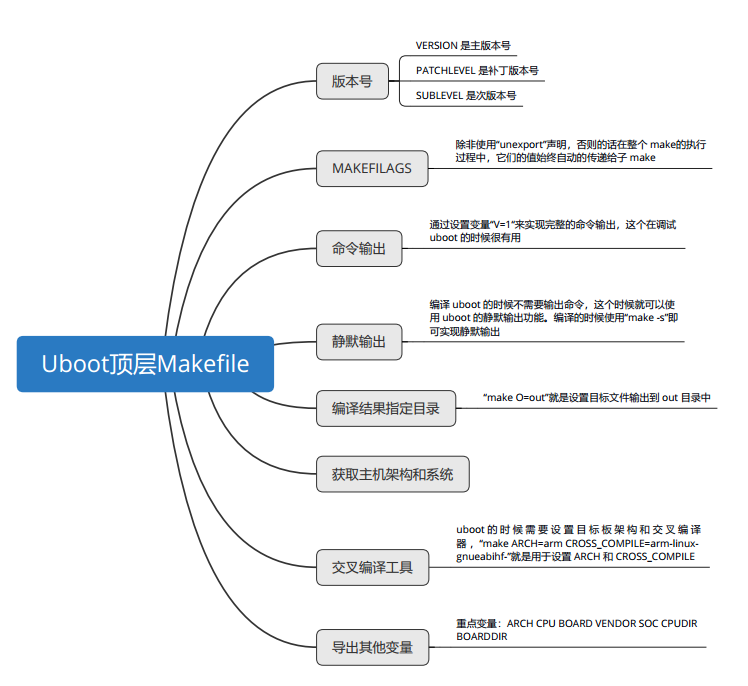 VERSION 是主版本号
版本号
PATCHLEVEL 是补丁版本号
SUBLEVEL 是次版本号
MAKEFILAGS
除非使用“unexport”声明，否则的话在整个 make的执行
过程中，它们的值始终自动的传递给子 make
命令输出
通过设置变量“V=1“来实现完整的命令输出，这个在调试
uboot 的时候很有用
静默输出
编译 uboot 的时候不需要输出命令，这个时候就可以使
用 uboot 的静默输出功能。编译的时候使用“make -s”即
可实现静默输出
Uboot顶层Makefile
编译结果指定目录
“make O=out”就是设置目标文件输出到 out 目录中
获取主机架构和系统
交叉编译工具
uboot 的 时 候 需 要 设 置 目 标 板 架 构 和 交 叉 编 译
器 ，“make ARCH=arm CROSS_COMPILE=arm-linux-
gnueabihf-”就是用于设置 ARCH 和 CROSS_COMPILE
导出其他变量
重点变量：ARCH CPU BOARD VENDOR SOC CPUDIR
BOARDDIR